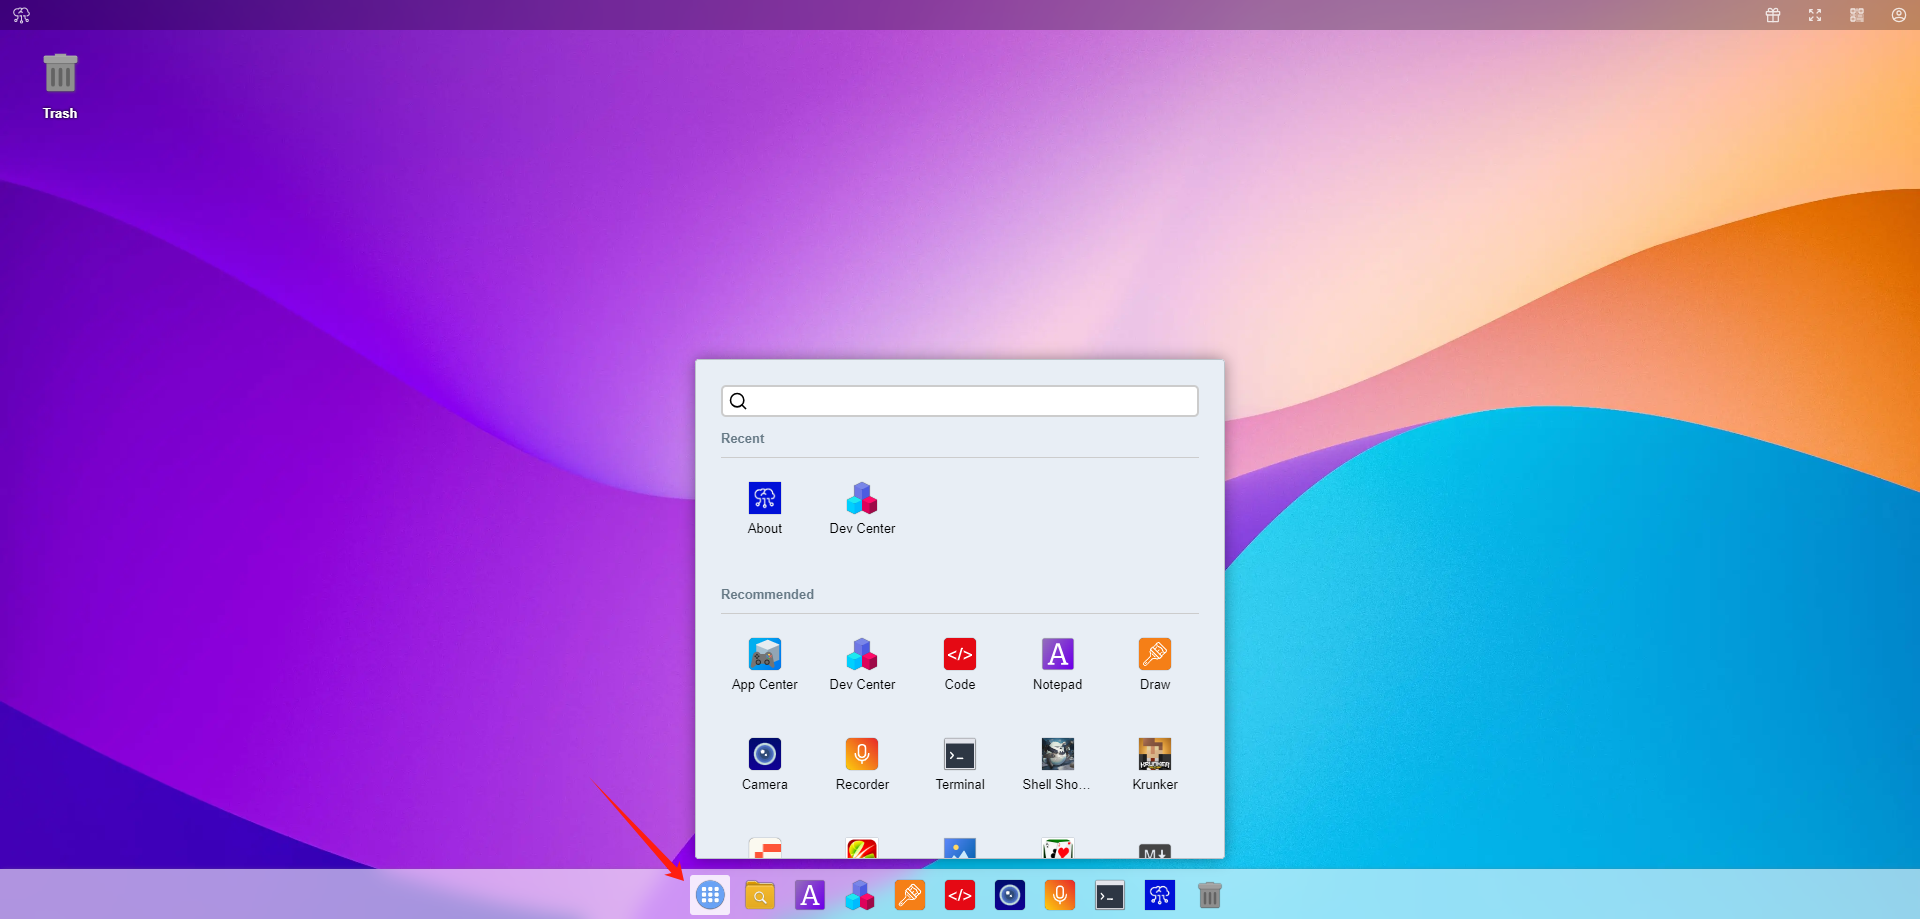 Trash
Recent
About
Dev Center
Recommended
App Center
Dev Center
</>
Code
A
Notepad
Draw
Camera
Recorder
>_
Terminal
Shell Sho...
KRUNKER
Krunker
M↓
A
</>
>_